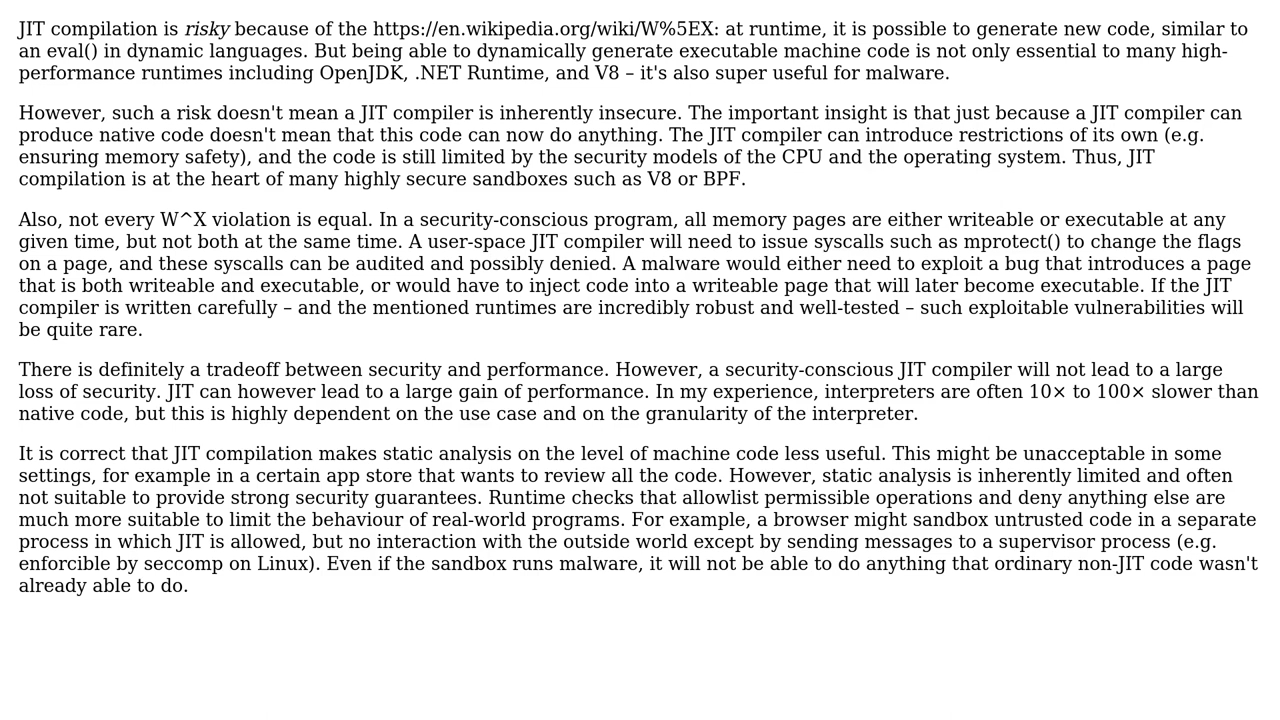 JIT compilation is risky because of the https://en.wikipedia.org/wiki/W%5EX: at runtime, it is possible to generate new code, similar to
an eval() in dynamic languages. But being able to dynamically generate executable machine code is not only essential to many high-
performance runtimes including OpenJDK, .NET Runtime, and V8 – it's also super useful for malware.
However, such a risk doesn't mean a JIT compiler is inherently insecure. The important insight is that just because a JIT compiler can
produce native code doesn't mean that this code can now do anything. The JIT compiler can introduce restrictions of its own (e.g.
ensuring memory safety), and the code is still limited by the security models of the CPU and the operating system. Thus, JIT
compilation is at the heart of many highly secure sandboxes such as V8 or BPF.
Also, not every W^X violation is equal. In a security-conscious program, all memory pages are either writeable or executable at any
given time, but not both at the same time. A user-space JIT compiler will need to issue syscalls such as mprotect() to change the flags
on a page, and these syscalls can be audited and possibly denied. A malware would either need to exploit a bug that introduces a page
that is both writeable and executable, or would have to inject code into a writeable page that will later become executable. If the JIT
compiler is written carefully – and the mentioned runtimes are incredibly robust and well-tested – such exploitable vulnerabilities will
be quite rare.
There is definitely a tradeoff between security and performance. However, a security-conscious JIT compiler will not lead to a large
loss of security. JIT can however lead to a large gain of performance. In my experience, interpreters are often 10× to 100× slower than
native code, but this is highly dependent on the use case and on the granularity of the interpreter.
It is correct that JIT compilation makes static analysis on the level of machine code less useful. This might be unacceptable in some
settings, for example in a certain app store that wants to review all the code. However, static analysis is inherently limited and often
not suitable to provide strong security guarantees. Runtime checks that allowlist permissible operations and deny anything else are
much more suitable to limit the behaviour of real-world programs. For example, a browser might sandbox untrusted code in a separate
process in which JIT is allowed, but no interaction with the outside world except by sending messages to a supervisor process (e.g.
enforcible by seccomp on Linux). Even if the sandbox runs malware, it will not be able to do anything that ordinary non-JIT code wasn't
already able to do.